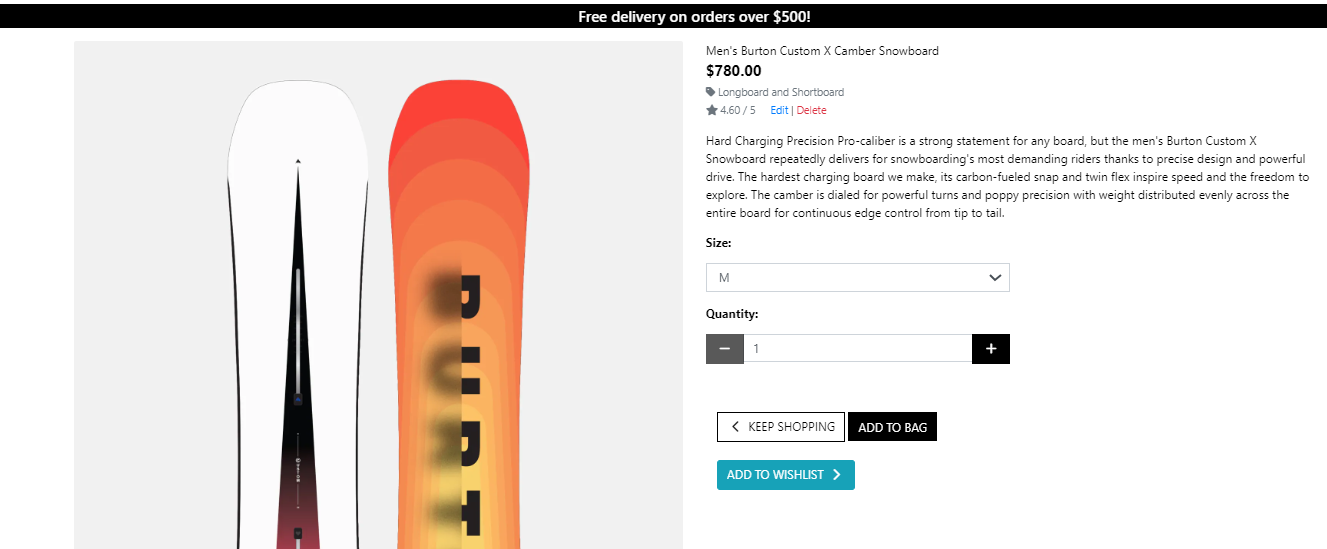 Free delivery on orders over $500!
Men's Burton Custom X Camber Snowboard
$780.00
Longboard and Shortboard
4.60 / 5 Edit | Delete
Hard Charging Precision Pro-caliber is a strong statement for any board, but the men's Burton Custom X
Snowboard repeatedly delivers for snowboarding's most demanding riders thanks to precise design and powerful
drive. The hardest charging board we make, its carbon-fueled snap and twin flex inspire speed and the freedom to
explore. The camber is dialed for powerful turns and poppy precision with weight distributed evenly across the
entire board for continuous edge control from tip to tail.
Size:
M
Quantity:
− 1 +
KEEP SHOPPING ADD TO BAG
ADD TO WISHLIST
BURT